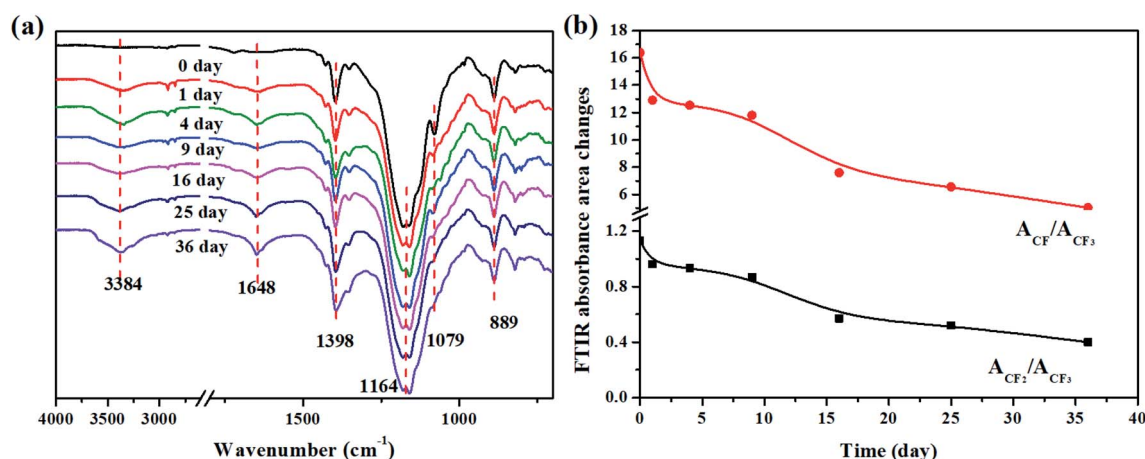 (a)
0 day
1 day
4 day
9 day
16 day
25 day
36 day
3384
1648
1398
1164
1079
889
4000 3000 1500 1000
Wavenumber (cm⁻¹)
(b)
FTIR absorbance area changes
18
16
14
12
10
8
6
1.2
0.8
0.4
0.0
A_CF/A_CF₃
A_CF₂/A_CF₃
0 5 10 15 20 25 30 35 40
Time (day)